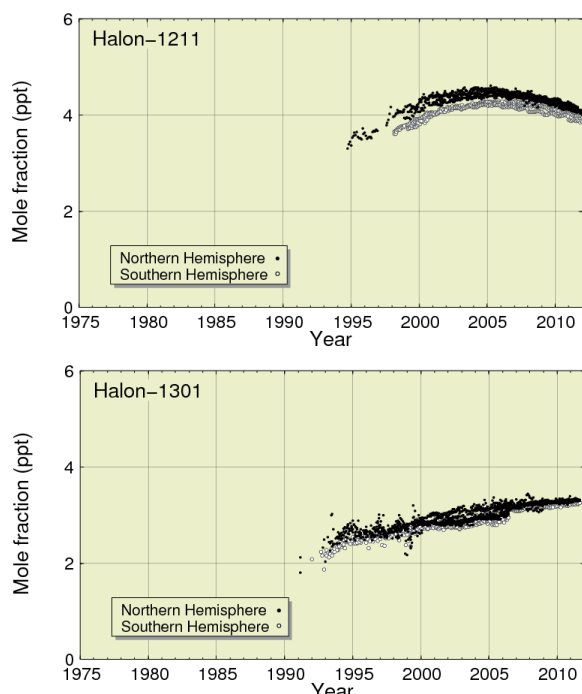 Halon-1211
Mole fraction (ppt)
6
4
2
0
Northern Hemisphere
Southern Hemisphere
1975 1980 1985 1990 1995 2000 2005 2010
Year
Halon-1301
Mole fraction (ppt)
6
4
2
0
Northern Hemisphere
Southern Hemisphere
1975 1980 1985 1990 1995 2000 2005 2010
Year